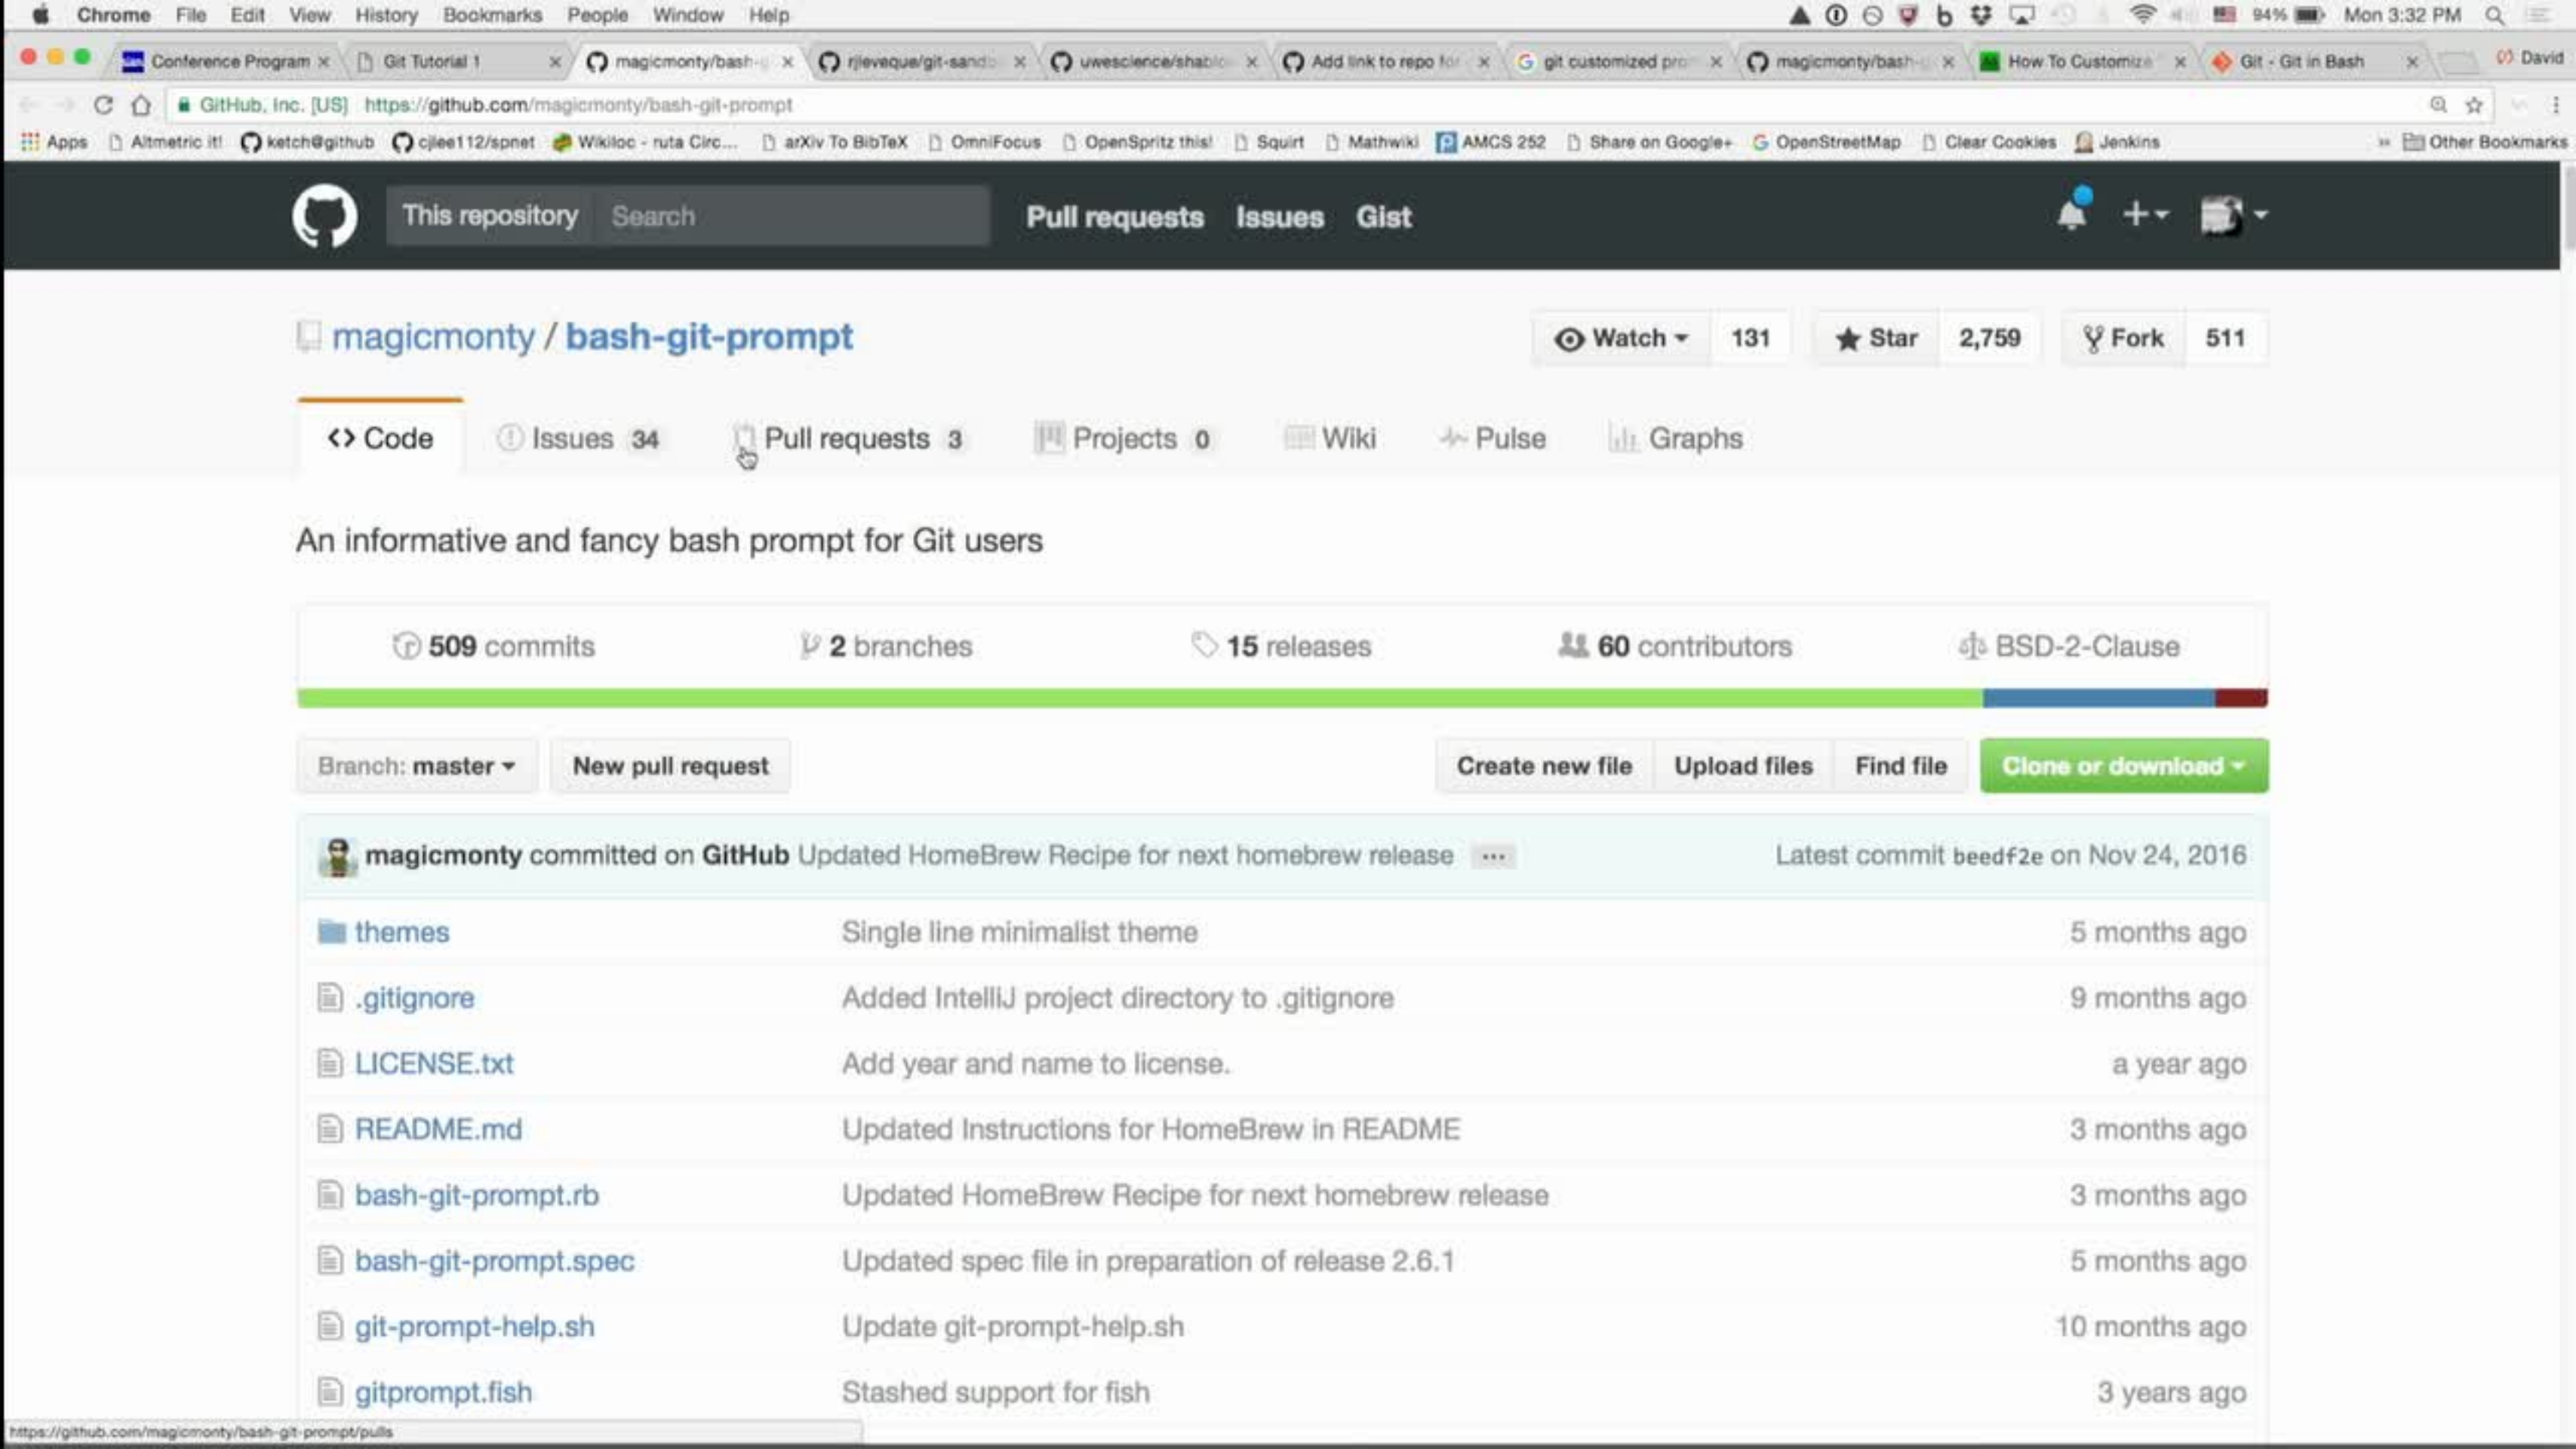 Chrome File Edit View History Bookmarks People Window Help 94% Mon 3:32 PM
Conference Program Git Tutorial 1 magicmonty/bash-g rjleveque/git-sandb uwescience/shablo Add link to repo for git customized pro magicmonty/bash- How To Customize Git - Git in Bash David
GitHub, Inc. [US] https://github.com/magicmonty/bash-git-prompt
Apps Altmetric it! ketch@github cjlee112/spnet Wikiloc - ruta Circ... arXiv To BibTeX OmniFocus OpenSpritz this! Squirt Mathwiki AMCS 252 Share on Google+ OpenStreetMap Clear Cookies Jenkins » Other Bookmarks
This repository Search Pull requests Issues Gist
magicmonty / bash-git-prompt Watch 131 Star 2,759 Fork 511
<> Code Issues 34 Pull requests 3 Projects 0 Wiki Pulse Graphs
An informative and fancy bash prompt for Git users
509 commits 2 branches 15 releases 60 contributors BSD-2-Clause
Branch: master New pull request Create new file Upload files Find file Clone or download
magicmonty committed on GitHub Updated HomeBrew Recipe for next homebrew release ... Latest commit beedf2e on Nov 24, 2016
themes Single line minimalist theme 5 months ago
.gitignore Added IntelliJ project directory to .gitignore 9 months ago
LICENSE.txt Add year and name to license. a year ago
README.md Updated Instructions for HomeBrew in README 3 months ago
bash-git-prompt.rb Updated HomeBrew Recipe for next homebrew release 3 months ago
bash-git-prompt.spec Updated spec file in preparation of release 2.6.1 5 months ago
git-prompt-help.sh Update git-prompt-help.sh 10 months ago
gitprompt.fish Stashed support for fish 3 years ago
https://github.com/magicmonty/bash-git-prompt/pulls